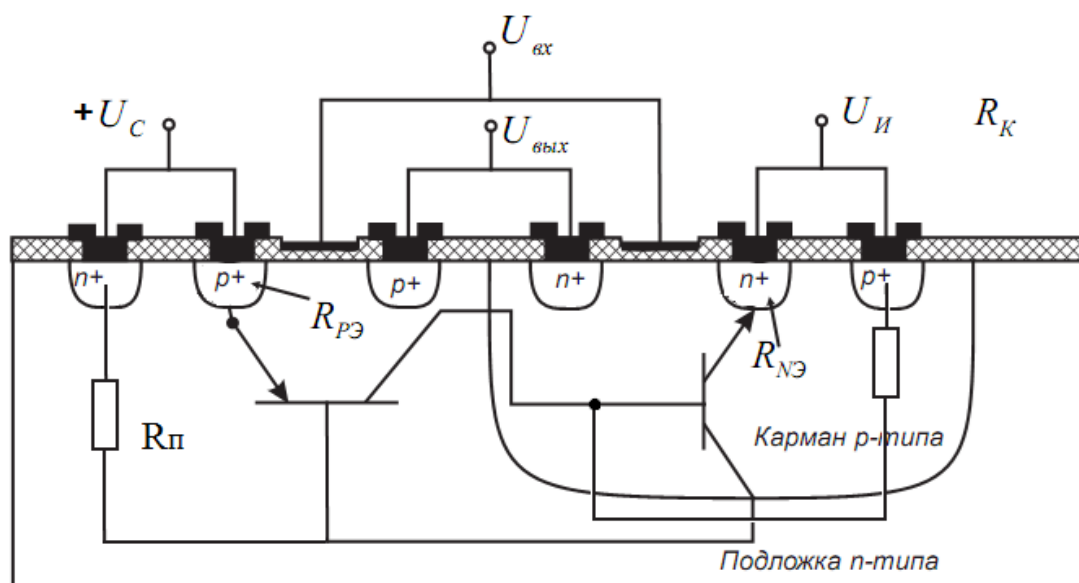 U вх
+ U С
U вых
U И
R К
n+
p+
p+
n+
n+
p+
R РЭ
R NЭ
Rп
Карман p-типа
Подложка n-типа